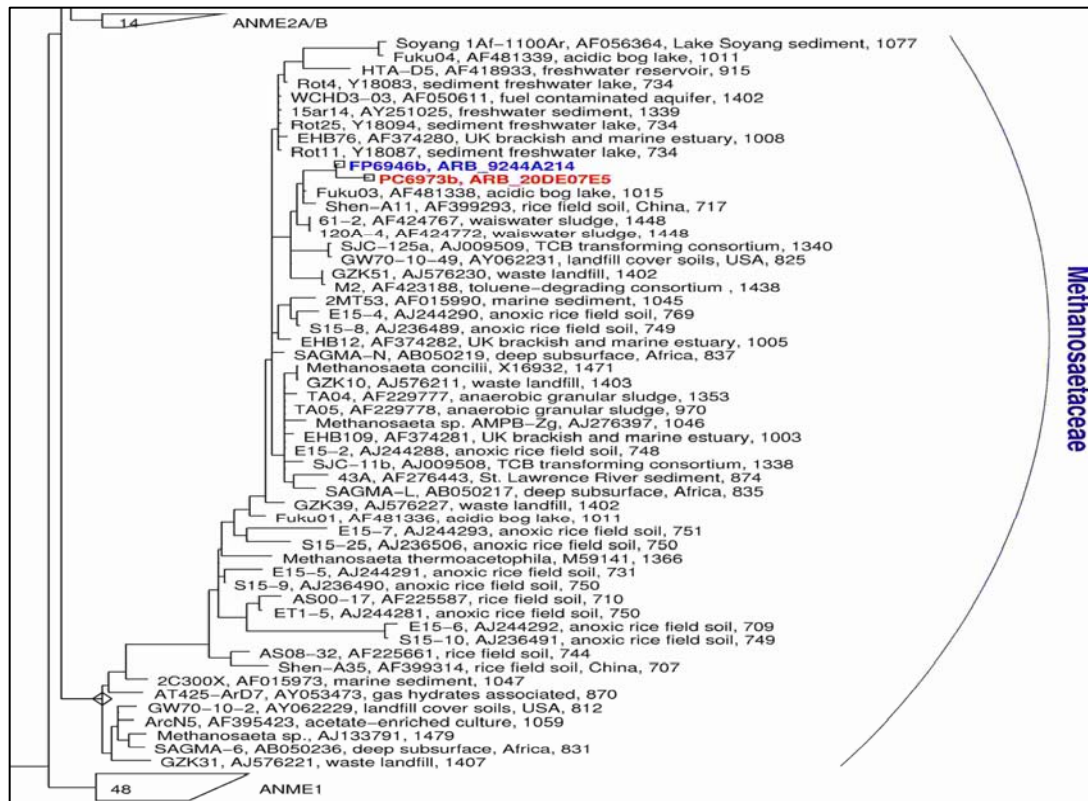 14 ANME2A/B
Soyang 1Af-1100Ar, AF056364, Lake Soyang sediment, 1077
Fuku04, AF481339, acidic bog lake, 1011
HTA-D5, AF418933, freshwater reservoir, 915
Rot4, Y18083, sediment freshwater lake, 734
WCHD3-03, AF050611, fuel contaminated aquifer, 1402
15ar14, AY251025, freshwater sediment, 1339
Rot25, Y18094, sediment freshwater lake, 734
EHB76, AF374280, UK brackish and marine estuary, 1008
Rot11, Y18087, sediment freshwater lake, 734
FP6946b, ARB_9244A214
PC6973b, ARB_20DE07E5
Fuku03, AF481338, acidic bog lake, 1015
Shen-A11, AF399293, rice field soil, China, 717
61-2, AF424767, waiswater sludge, 1448
120A-4, AF424772, waiswater sludge, 1448
SJC-125a, AJ009509, TCB transforming consortium, 1340
GW70-10-49, AY062231, landfill cover soils, USA, 825
GZK51, AJ576230, waste landfill, 1402
M2, AF423188, toluene-degrading consortium , 1438
2MT53, AF015990, marine sediment, 1045
E15-4, AJ244290, anoxic rice field soil, 769
S15-8, AJ236489, anoxic rice field soil, 749
EHB12, AF374282, UK brackish and marine estuary, 1005
SAGMA-N, AB050219, deep subsurface, Africa, 837
Methanosaeta concilii, X16932, 1471
GZK10, AJ576211, waste landfill, 1403
TA04, AF229777, anaerobic granular sludge, 1353
TA05, AF229778, anaerobic granular sludge, 970
Methanosaeta sp. AMPB-Zg, AJ276397, 1046
EHB109, AF374281, UK brackish and marine estuary, 1003
E15-2, AJ244288, anoxic rice field soil, 748
SJC-11b, AJ009508, TCB transforming consortium, 1338
43A, AF276443, St. Lawrence River sediment, 874
SAGMA-L, AB050217, deep subsurface, Africa, 835
GZK39, AJ576227, waste landfill, 1402
Fuku01, AF481336, acidic bog lake, 1011
E15-7, AJ244293, anoxic rice field soil, 751
S15-25, AJ236506, anoxic rice field soil, 750
Methanosaeta thermoacetophila, M59141, 1366
E15-5, AJ244291, anoxic rice field soil, 731
S15-9, AJ236490, anoxic rice field soil, 750
AS00-17, AF225587, rice field soil, 710
ET1-5, AJ244281, anoxic rice field soil, 750
E15-6, AJ244292, anoxic rice field soil, 709
S15-10, AJ236491, anoxic rice field soil, 749
AS08-32, AF225661, rice field soil, 744
Shen-A35, AF399314, rice field soil, China, 707
2C300X, AF015973, marine sediment, 1047
AT425-ArD7, AY053473, gas hydrates associated, 870
GW70-10-2, AY062229, landfill cover soils, USA, 812
ArcN5, AF395423, acetate-enriched culture, 1059
Methanosaeta sp., AJ133791, 1479
SAGMA-6, AB050236, deep subsurface, Africa, 831
GZK31, AJ576221, waste landfill, 1407
48 ANME1
Methanosaetaceae